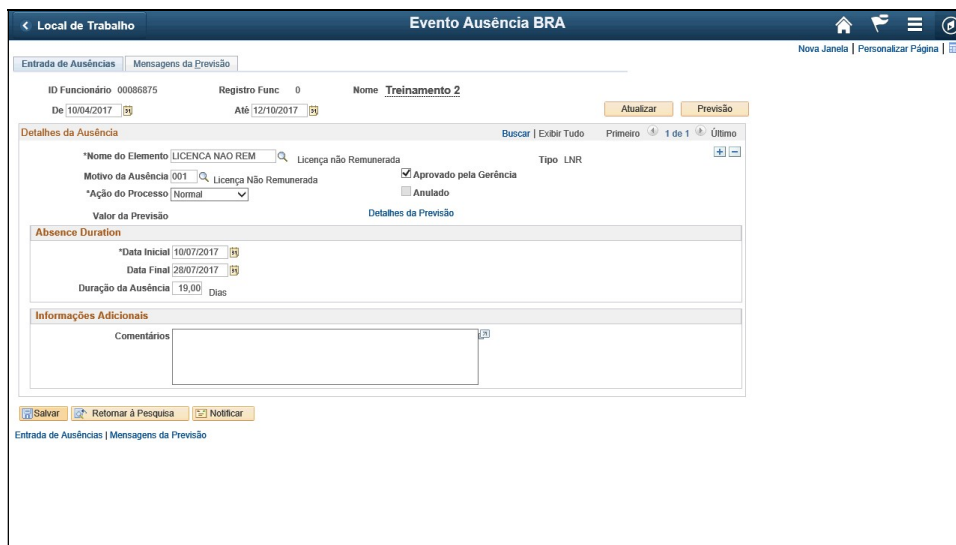 Local de Trabalho
Evento Ausência BRA
Nova Janela | Personalizar Página |
Entrada de Ausências Mensagens da Previsão
ID Funcionário 00086875 Registro Func 0 Nome Treinamento 2
De 10/04/2017 Até 12/10/2017 Atualizar Previsão
Detalhes da Ausência Buscar | Exibir Tudo Primeiro 1 de 1 Último
*Nome do Elemento LICENCA NAO REM Licença não Remunerada Tipo LNR
Motivo da Ausência 001 Licença Não Remunerada Aprovado pela Gerência
*Ação do Processo Normal Anulado
Valor da Previsão Detalhes da Previsão
Absence Duration
*Data Inicial 10/07/2017
Data Final 28/07/2017
Duração da Ausência 19,00 Dias
Informações Adicionais
Comentários
Salvar Retornar à Pesquisa Notificar
Entrada de Ausências | Mensagens da Previsão